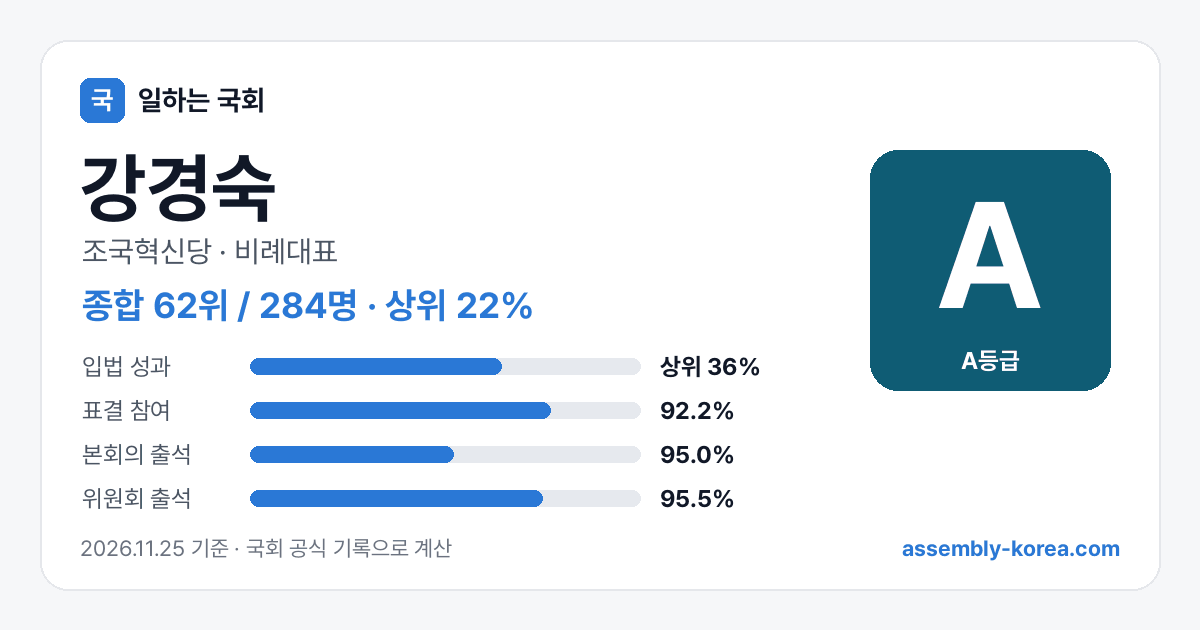 국 일하는 국회
강경숙
조국혁신당 · 비례대표
종합 62위 / 284명 · 상위 22%
입법 성과 상위 36%
표결 참여 92.2%
본회의 출석 95.0%
위원회 출석 95.5%
A
A등급
2026.11.25 기준 · 국회 공식 기록으로 계산
assembly-korea.com